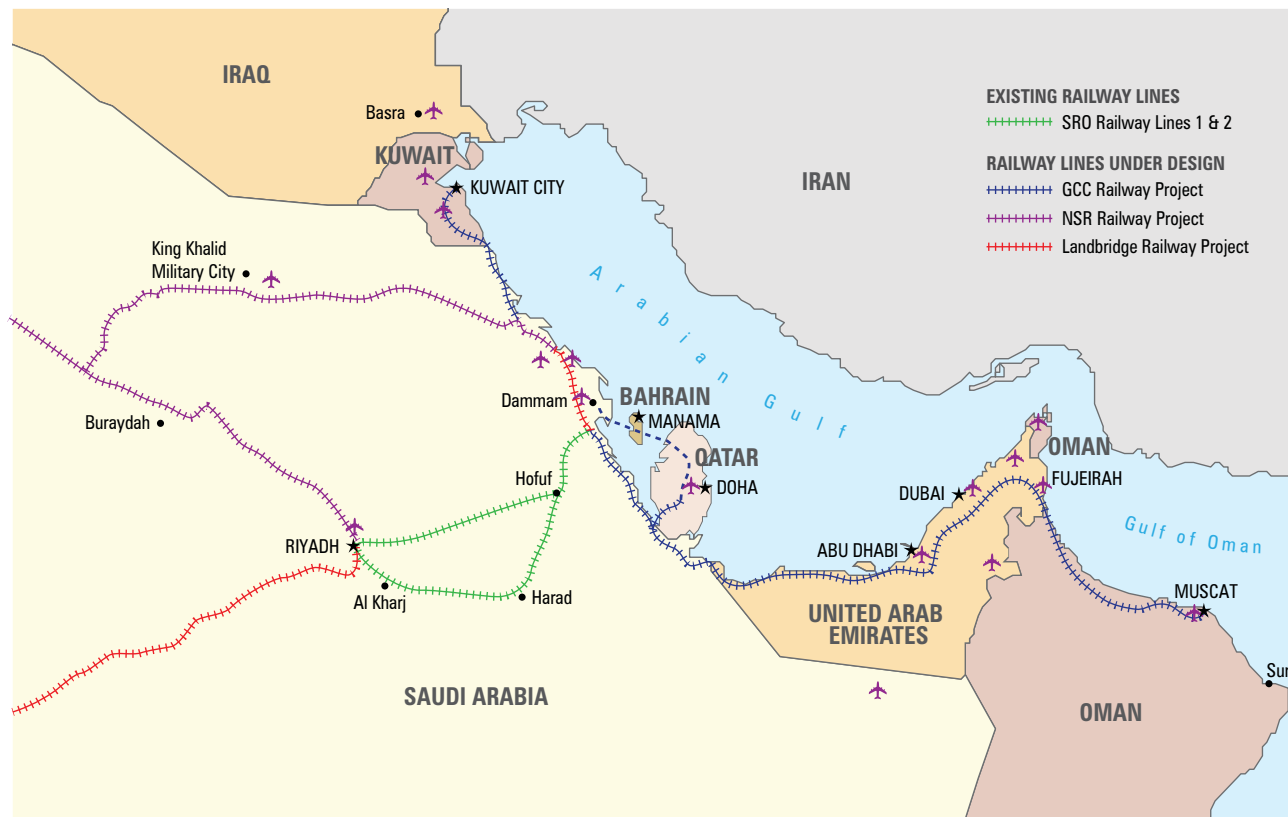 IRAQ
Basra
KUWAIT
KUWAIT CITY
IRAN
EXISTING RAILWAY LINES
SRO Railway Lines 1 & 2
RAILWAY LINES UNDER DESIGN
GCC Railway Project
NSR Railway Project
Landbridge Railway Project
King Khalid
Military City
Arabian Gulf
Buraydah
Dammam
BAHRAIN
MANAMA
QATAR
DOHA
Hofuf
RIYADH
Al Kharj
Harad
DUBAI
ABU DHABI
OMAN
FUJEIRAH
Gulf of Oman
MUSCAT
UNITED ARAB
EMIRATES
SAUDI ARABIA
OMAN
Sur